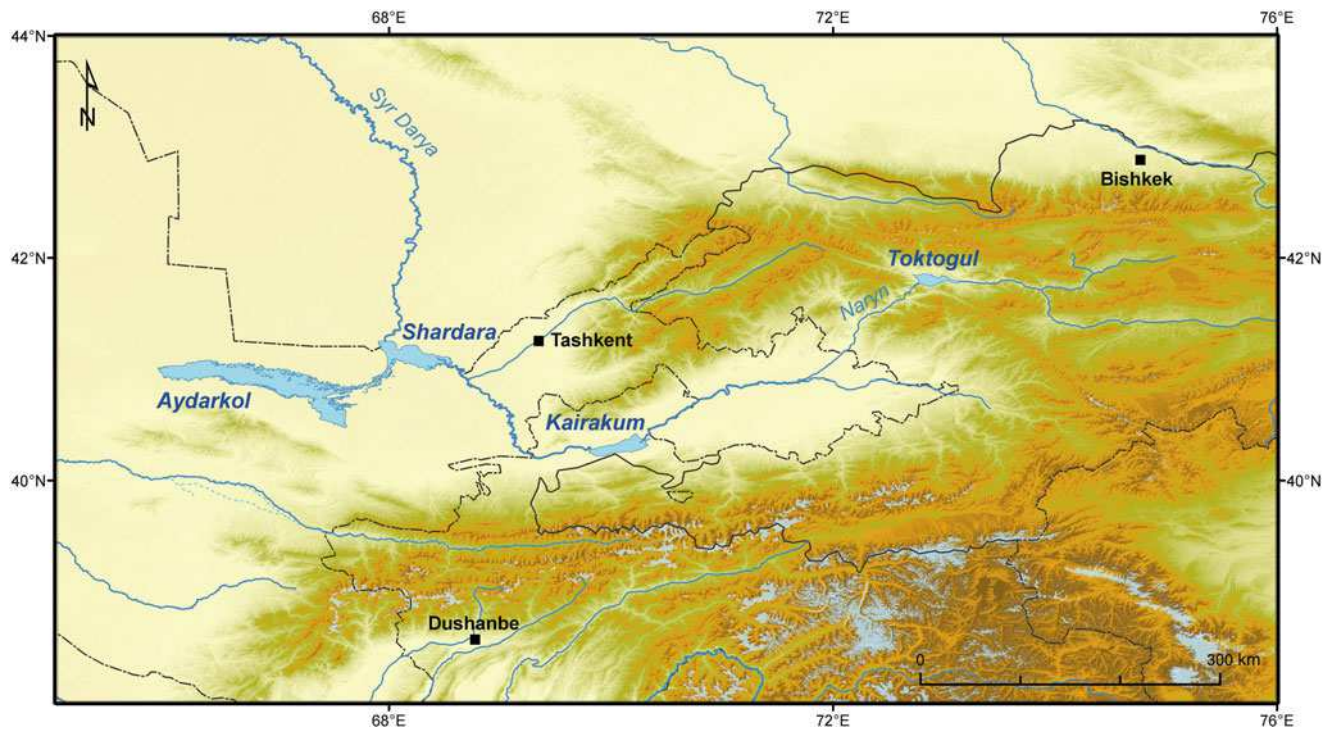 68°E 72°E 76°E
44°N
N
Syr Darya
Bishkek
42°N Toktogul 42°N
Naryn
Shardara
Tashkent
Aydarkol
Kairakum
40°N 40°N
Dushanbe
0 300 km
68°E 72°E 76°E